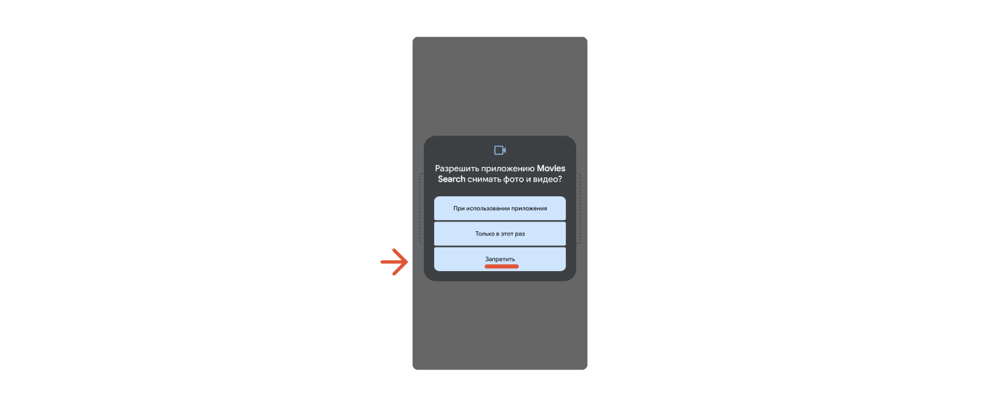 Разрешить приложению Movies
Search снимать фото и видео?
При использовании приложения
Только в этот раз
Запретить